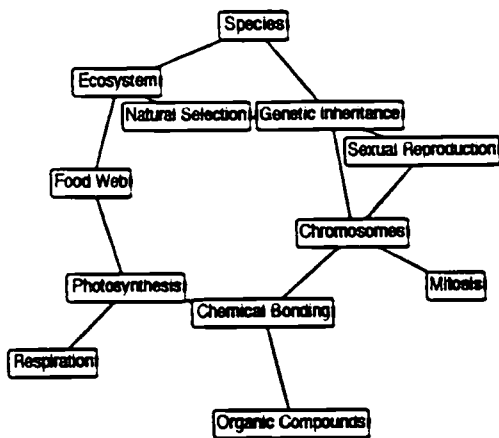 Species
Ecosystem
Natural Selection
Genetic Inheritance
Sexual Reproduction
Food Web
Chromosomes
Photosynthesis
Mitosis
Chemical Bonding
Respiration
Organic Compounds